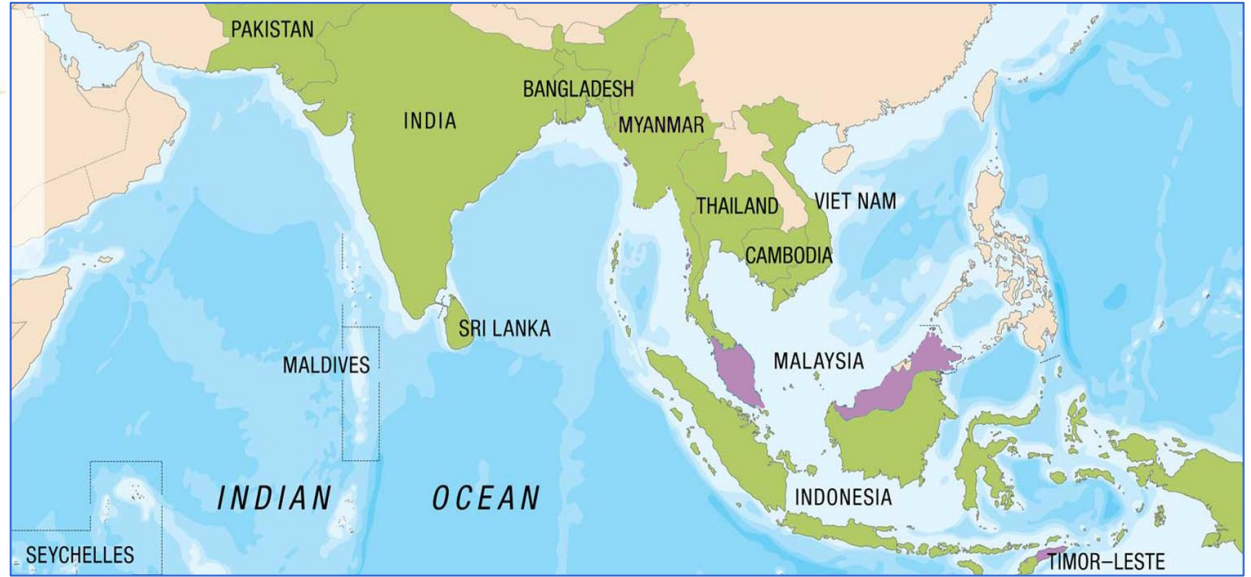 PAKISTAN
BANGLADESH
INDIA
MYANMAR
THAILAND
VIET NAM
CAMBODIA
SRI LANKA
MALDIVES
MALAYSIA
INDIAN OCEAN
INDONESIA
SEYCHELLES
TIMOR–LESTE